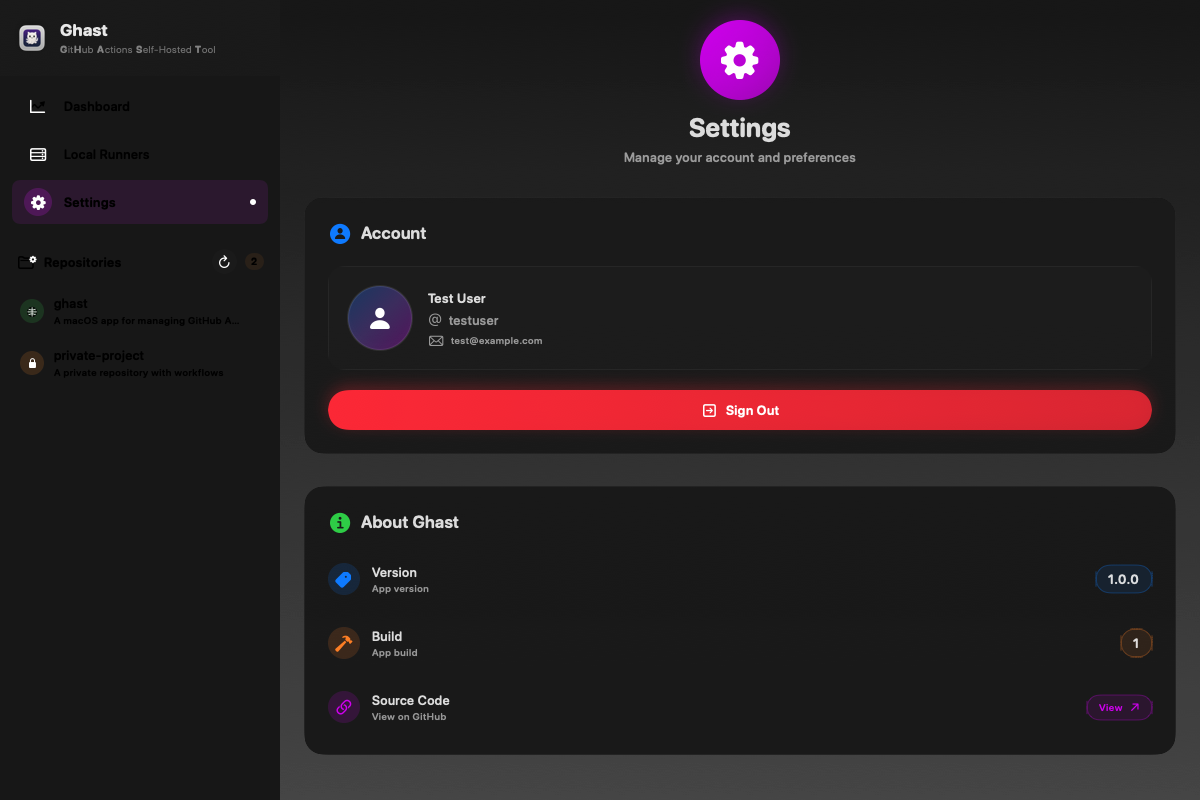 Ghast
GitHub Actions Self-Hosted Tool
Dashboard
Local Runners
Settings
Repositories
2
ghast
A macOS app for managing GitHub A...
private-project
A private repository with workflows
Settings
Manage your account and preferences
Account
Test User
@ testuser
test@example.com
Sign Out
About Ghast
Version
App version
1.0.0
Build
App build
1
Source Code
View on GitHub
View